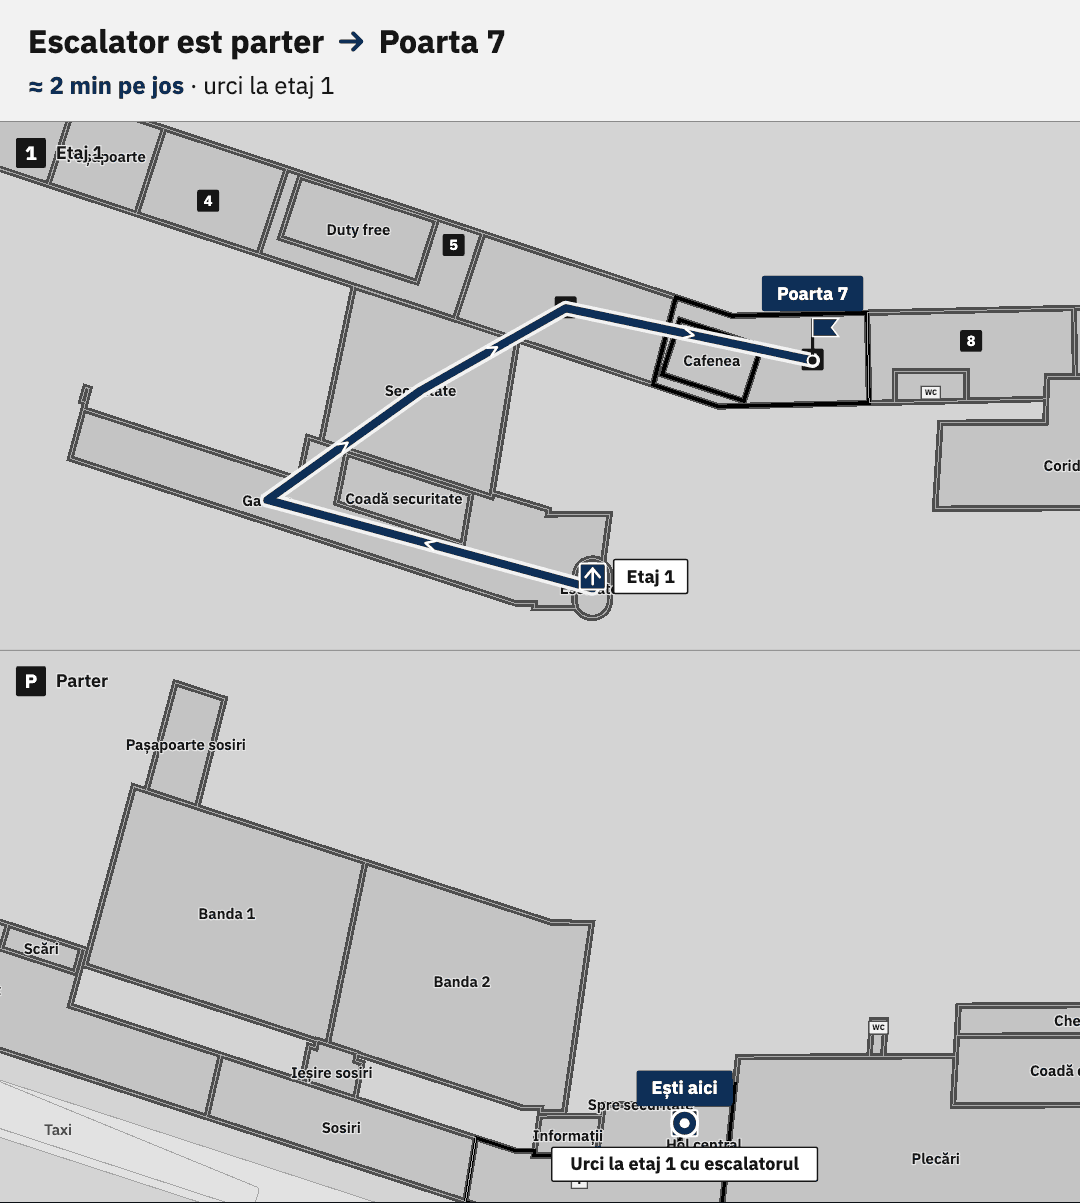 Escalator est parter → Poarta 7
≈ 2 min pe jos · urci la etaj 1
1 Etaj 1
4
Duty free
5
Poarta 7
Cafenea
8
WC
Securitate
Coadă securitate
Etaj 1
P Parter
Pașapoarte sosiri
Banda 1
Banda 2
Scări
Ieșire sosiri
Sosiri
Taxi
WC
Ești aici
Spre securitate
Informații
Hol central
Urci la etaj 1 cu escalatorul
Plecări